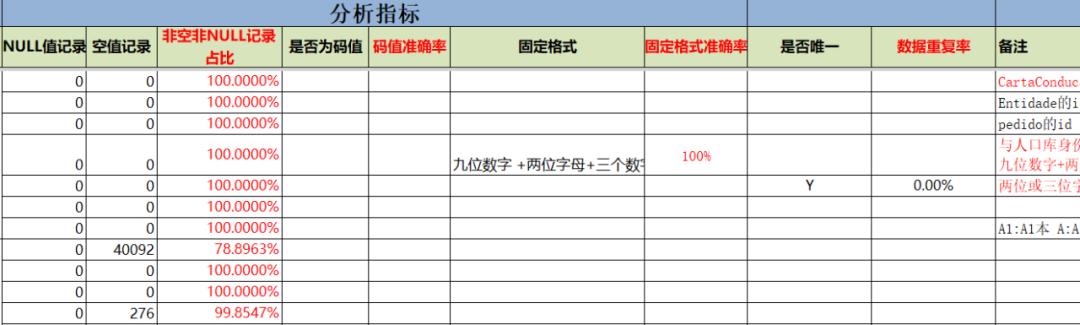 分析指标
NULL值记录 空值记录 非空非NULL记录占比 是否为码值 码值准确率 固定格式 固定格式准确率 是否唯一 数据重复率 备注
0 0 100.0000% CartaConduc
0 0 100.0000% Entidade的i
0 0 100.0000% pedido的id
0 0 100.0000% 九位数字 +两位字母+三个数字 100% 与人口库身份
九位数字+两
0 0 100.0000% Y 0.00% 两位或三位字
0 0 100.0000%
0 0 100.0000% A1:A1本 A:A
0 40092 78.8963%
0 0 100.0000%
0 0 100.0000%
0 276 99.8547%